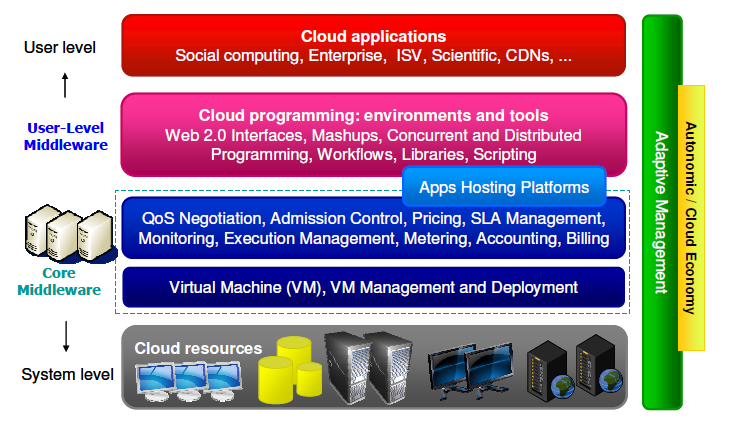 User level
Cloud applications
Social computing, Enterprise, ISV, Scientific, CDNs, ...
User-Level
Middleware
Cloud programming: environments and tools
Web 2.0 Interfaces, Mashups, Concurrent and Distributed
Programming, Workflows, Libraries, Scripting
Apps Hosting Platforms
QoS Negotiation, Admission Control, Pricing, SLA Management,
Monitoring, Execution Management, Metering, Accounting, Billing
Core
Middleware
Virtual Machine (VM), VM Management and Deployment
Cloud resources
System level
Adaptive Management
Autonomic / Cloud Economy